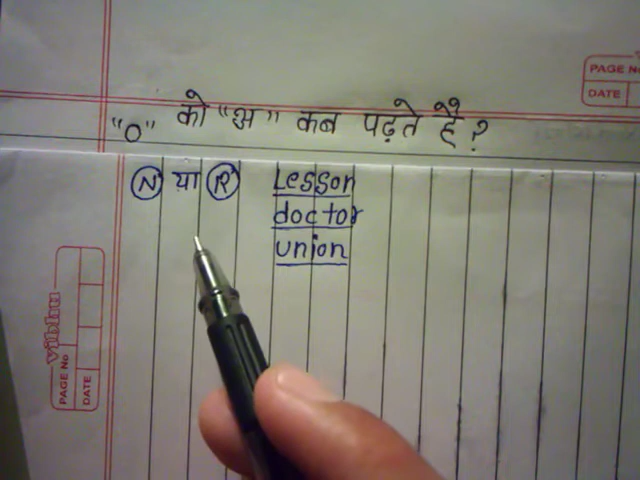 "o" को "अ" कब पढ़ते है?
N या R
Lesson
doctor
union
PAGE No
DATE
vibhu
PAGE No
DATE